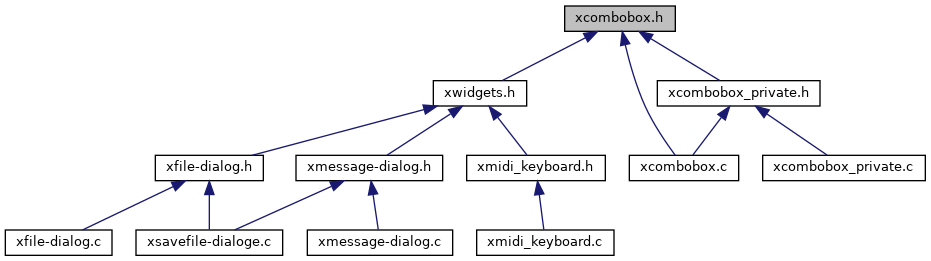 xcombobox.h
xwidgets.h
xcombobox_private.h
xfile-dialog.h
xmessage-dialog.h
xmidi_keyboard.h
xcombobox.c
xcombobox_private.c
xfile-dialog.c
xsavefile-dialoge.c
xmessage-dialog.c
xmidi_keyboard.c